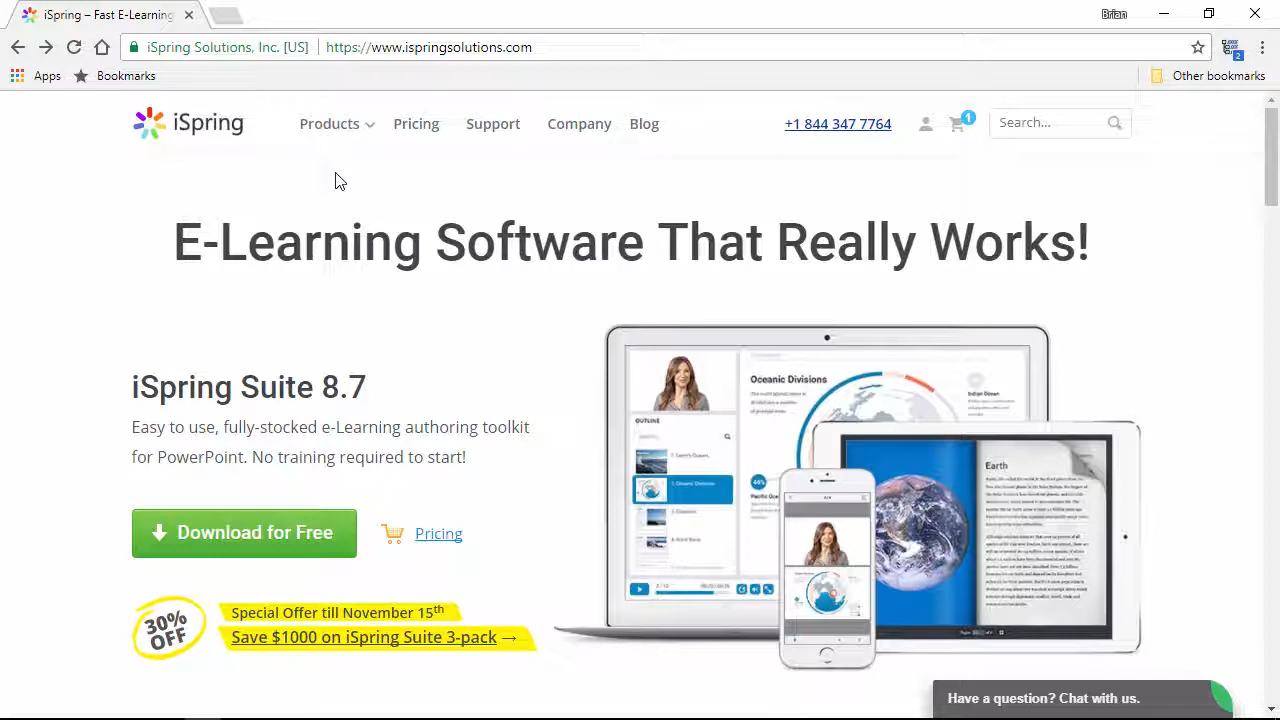 iSpring – Fast E-Learning
Brian
iSpring Solutions, Inc. [US]
https://www.ispringsolutions.com
2
Apps
Bookmarks
Other bookmarks
iSpring
Products
Pricing
Support
Company
Blog
+1 844 347 7764
1
Search...
E-Learning Software That Really Works!
iSpring Suite 8.7
Easy to use, fully-stocked e-Learning authoring toolkit
for PowerPoint. No training required to start!
Download for Free
Pricing
30%
OFF
Special Offer till November 15th
Save $1000 on iSpring Suite 3-pack →
Oceanic Divisions
OUTLINE
Indian Ocean
Earth
Have a question? Chat with us.